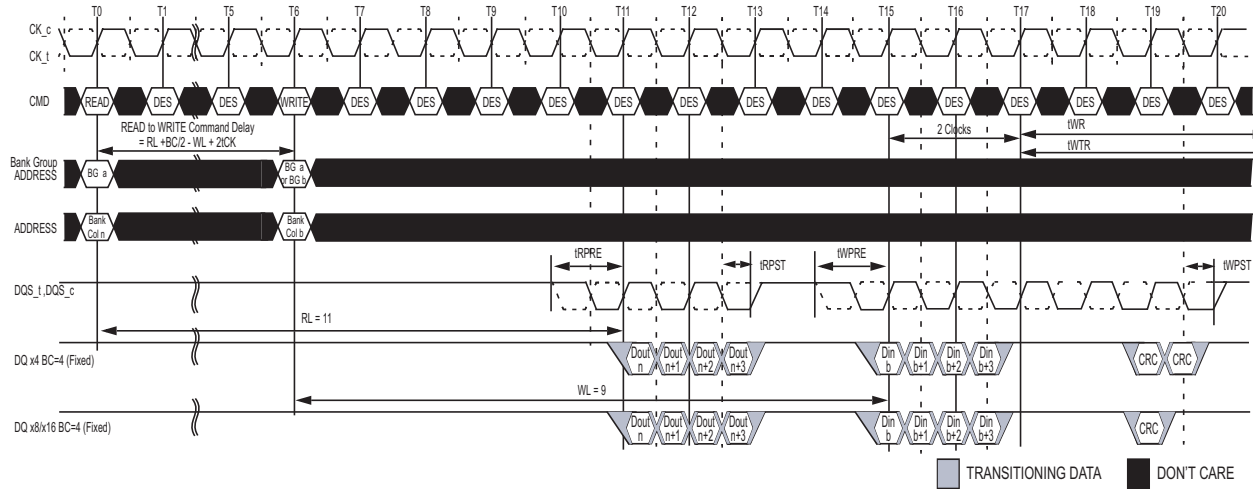 T0 T1 T5 T6 T7 T8 T9 T10 T11 T12 T13 T14 T15 T16 T17 T18 T19 T20
CK_c
CK_t
CMD READ DES DES WRITE DES DES DES DES DES DES DES DES DES DES DES DES DES DES
READ to WRITE Command Delay
= RL +BC/2 - WL + 2tCK
2 Clocks
tWR
tWTR
Bank Group
ADDRESS
BG a
BG a
or BG b
ADDRESS
Bank
Col n
Bank
Col b
tRPRE tRPST tWPRE tWPST
DQS_t ,DQS_c
RL = 11
DQ x4 BC=4 (Fixed)
Dout Dout Dout Dout Din Din Din Din
n n+1 n+2 n+3 b b+1 b+2 b+3
CRC CRC
WL = 9
DQ x8/x16 BC=4 (Fixed)
Dout Dout Dout Dout Din Din Din Din
n n+1 n+2 n+3 b b+1 b+2 b+3
CRC
TRANSITIONING DATA DON'T CARE